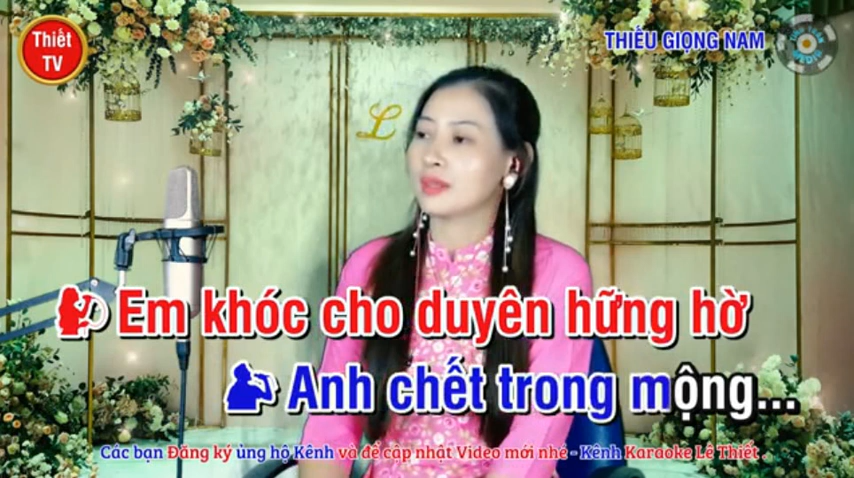 Thiết
TV
THIẾU GIỌNG NAM
L
Em khóc cho duyên hững hờ
Anh chết trong mộng...
Các bạn Đăng ký ủng hộ Kênh và để cập nhật Video mới nhé - Kênh Karaoke Lê Thiết .